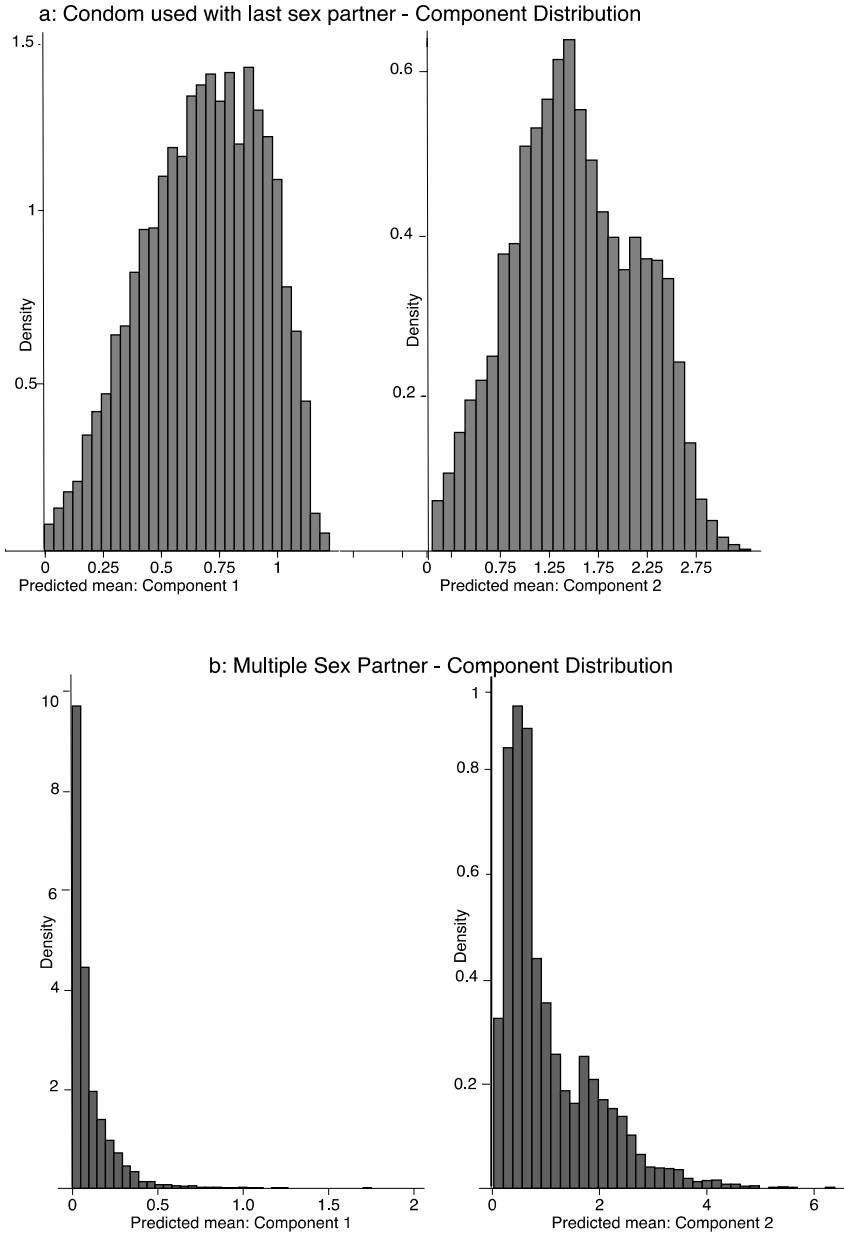 a: Condom used with last sex partner - Component Distribution
1.5
1
0.5
Density
0 0.25 0.5 0.75 1
Predicted mean: Component 1
0.6
0.4
0.2
Density
0 0.75 1.25 1.75 2.25 2.75
Predicted mean: Component 2
b: Multiple Sex Partner - Component Distribution
10
8
6
4
2
Density
0 0.5 1.0 1.5 2
Predicted mean: Component 1
1
0.8
0.6
0.4
0.2
Density
0 2 4 6
Predicted mean: Component 2